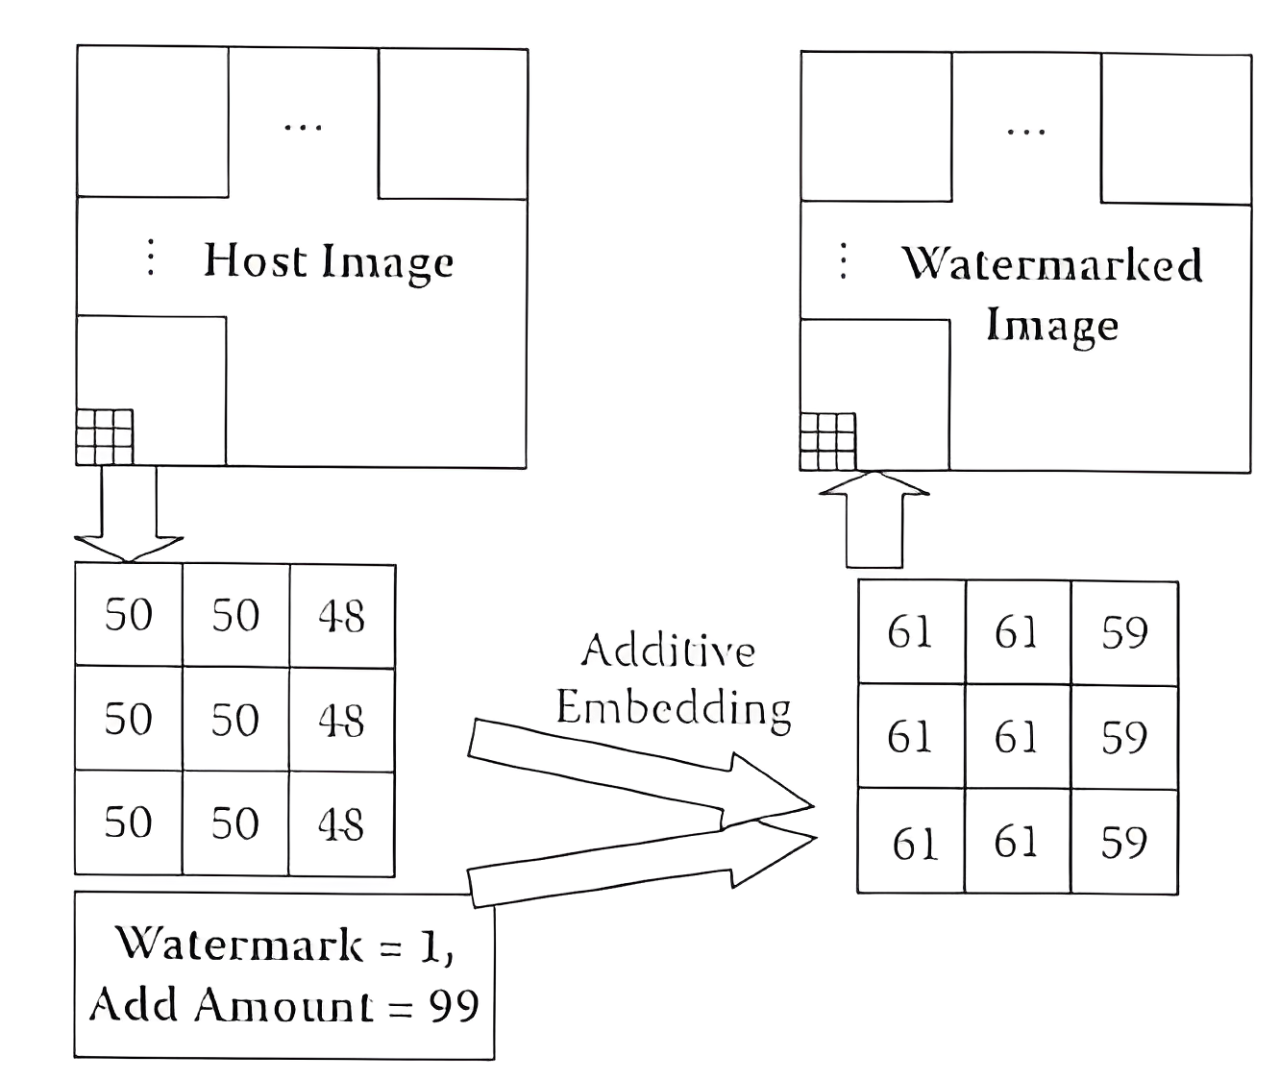 ...
...
⋮ Host Image
⋮ Watermarked
Image
50 50 48
50 50 48
50 50 48
Additive
Embedding
61 61 59
61 61 59
61 61 59
Watermark = 1,
Add Amount = 99